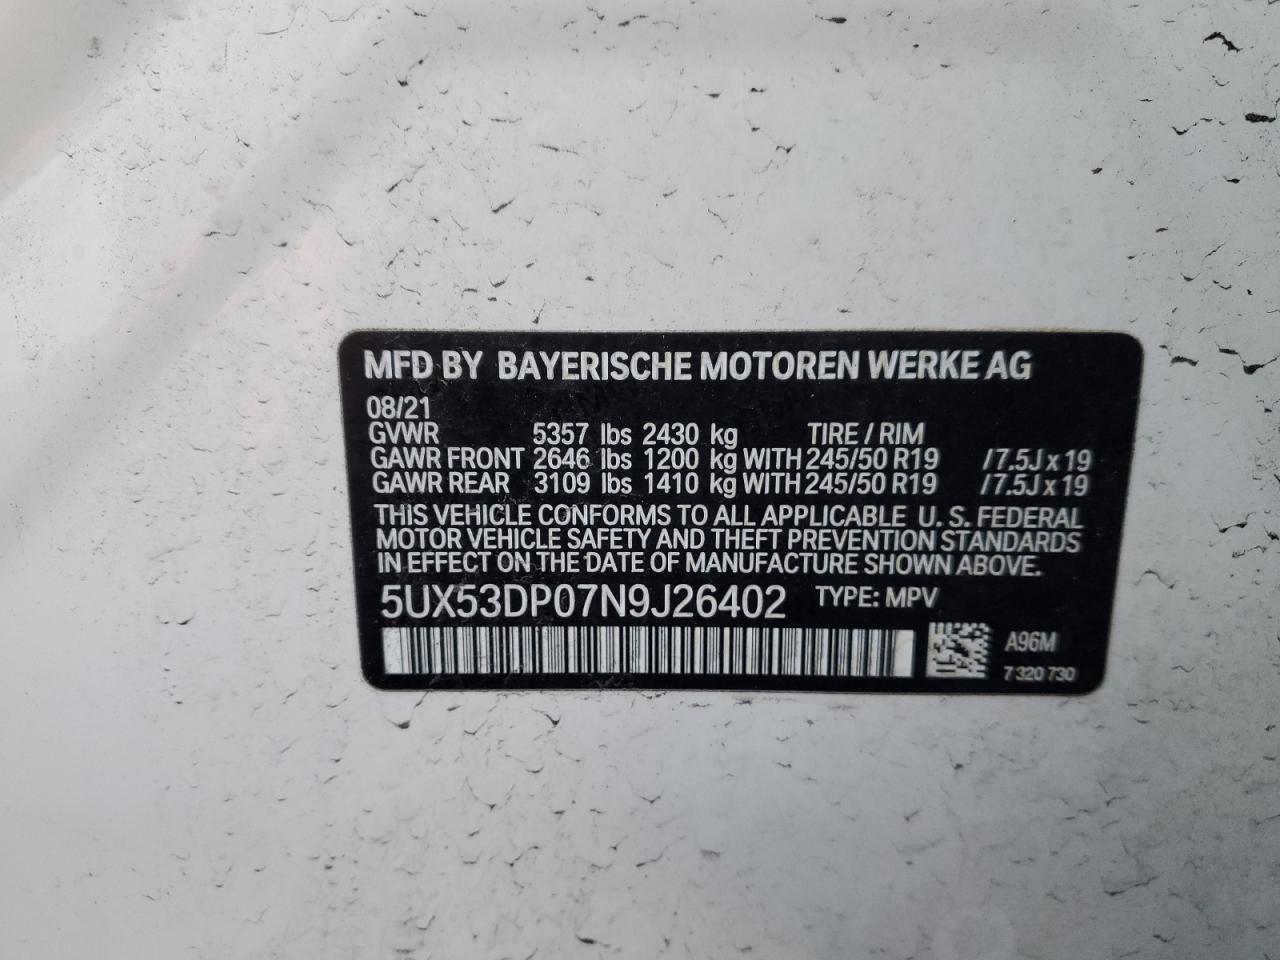 MFD BY BAYERISCHE MOTOREN WERKE AG
08/21
GVWR 5357 lbs 2430 kg TIRE / RIM
GAWR FRONT 2646 lbs 1200 kg WITH 245/50 R19 /7.5J x 19
GAWR REAR 3109 lbs 1410 kg WITH 245/50 R19 /7.5J x 19
THIS VEHICLE CONFORMS TO ALL APPLICABLE U. S. FEDERAL
MOTOR VEHICLE SAFETY AND THEFT PREVENTION STANDARDS
IN EFFECT ON THE DATE OF MANUFACTURE SHOWN ABOVE.
5UX53DP07N9J26402 TYPE: MPV
A96M
7 320 730